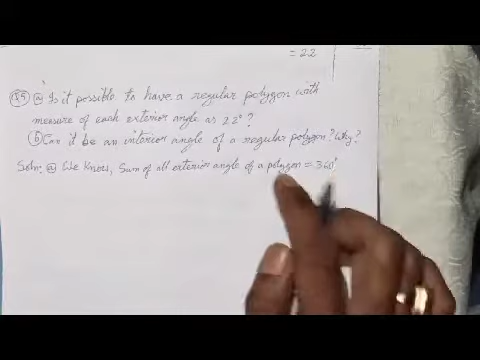 = 22
Q5 (a) Is it possible to have a regular polygon with
measure of each exterior angle as 22°?
(b) Can it be an interior angle of a regular polygon? Why?
Soln: (a) We know, Sum of all exterior angle of a polygon = 360°